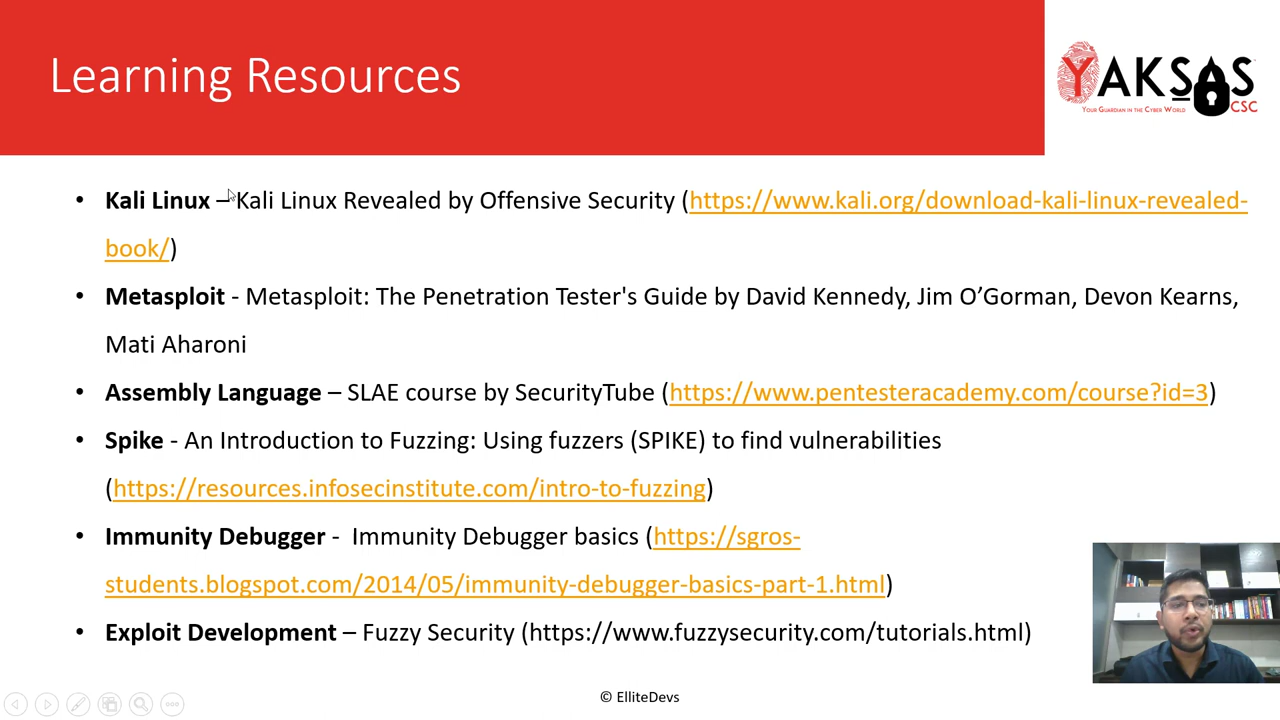 Learning Resources
YAKSAS
CSC
YOUR GUARDIAN IN THE CYBER WORLD
• Kali Linux – Kali Linux Revealed by Offensive Security (https://www.kali.org/download-kali-linux-revealed-
book/)
• Metasploit - Metasploit: The Penetration Tester's Guide by David Kennedy, Jim O’Gorman, Devon Kearns,
Mati Aharoni
• Assembly Language – SLAE course by SecurityTube (https://www.pentesteracademy.com/course?id=3)
• Spike - An Introduction to Fuzzing: Using fuzzers (SPIKE) to find vulnerabilities
(https://resources.infosecinstitute.com/intro-to-fuzzing)
• Immunity Debugger - Immunity Debugger basics (https://sgros-
students.blogspot.com/2014/05/immunity-debugger-basics-part-1.html)
• Exploit Development – Fuzzy Security (https://www.fuzzysecurity.com/tutorials.html)
© ElliteDevs